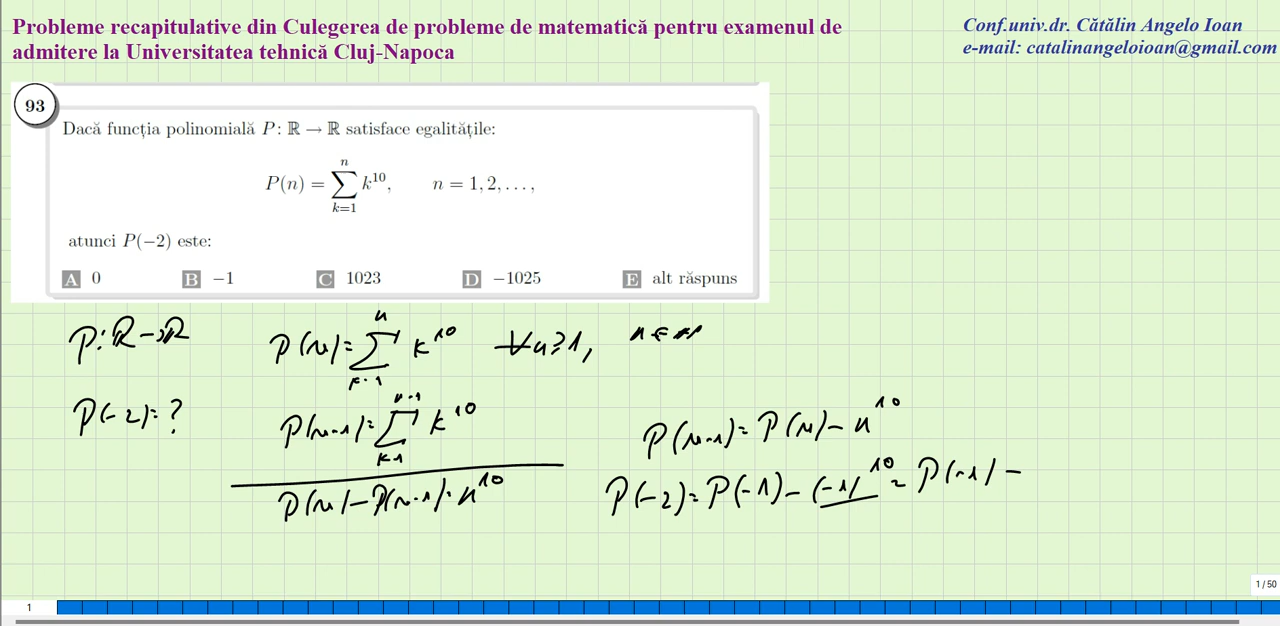 Probleme recapitulative din Culegerea de probleme de matematică pentru examenul de
admitere la Universitatea tehnică Cluj-Napoca
Conf.univ.dr. Cătălin Angelo Ioan
e-mail: catalinangeloioan@gmail.com
93
Dacă funcția polinomială P: ℝ → ℝ satisface egalitățile:
P(n) = ∑_{k=1}^{n} k^{10}, n = 1, 2, . . . ,
atunci P(−2) este:
A 0 B −1 C 1023 D −1025 E alt răspuns
P: ℝ → ℝ P(n) = ∑_{k=1}^{n} k^{10} ∀ n ≥ 1, n ∈ ℕ
P(-2) = ? P(n-1) = ∑_{k=1}^{n-1} k^{10}
P(n-1) = P(n) - n^{10}
P(n) - P(n-1) = n^{10}
P(-2) = P(-1) - (-1)^{10} = P(-1) -
1 / 50
1